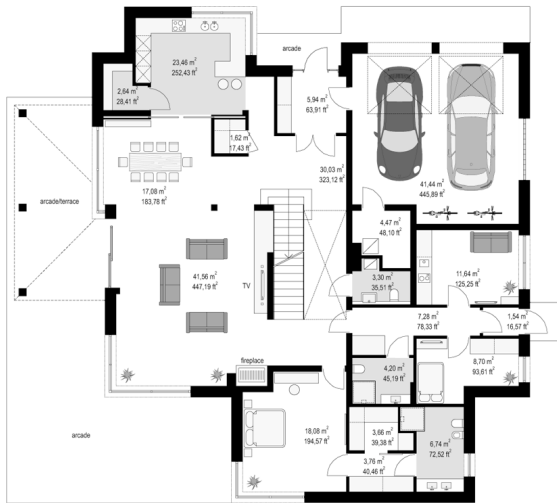 arcade
23,46 m²
252,43 ft²
2,64 m²
28,41 ft²
5,94 m²
63,91 ft²
1,62 m²
17,43 ft²
30,03 m²
323,12 ft²
41,44 m²
445,89 ft²
17,08 m²
183,78 ft²
arcade/terrace
4,47 m²
48,10 ft²
41,56 m²
447,19 ft²
TV
3,30 m²
35,51 ft²
11,64 m²
125,25 ft²
7,28 m²
78,33 ft²
1,54 m²
16,57 ft²
fireplace
4,20 m²
45,19 ft²
8,70 m²
93,61 ft²
18,08 m²
194,57 ft²
3,66 m²
39,38 ft²
6,74 m²
72,52 ft²
3,76 m²
40,46 ft²
arcade